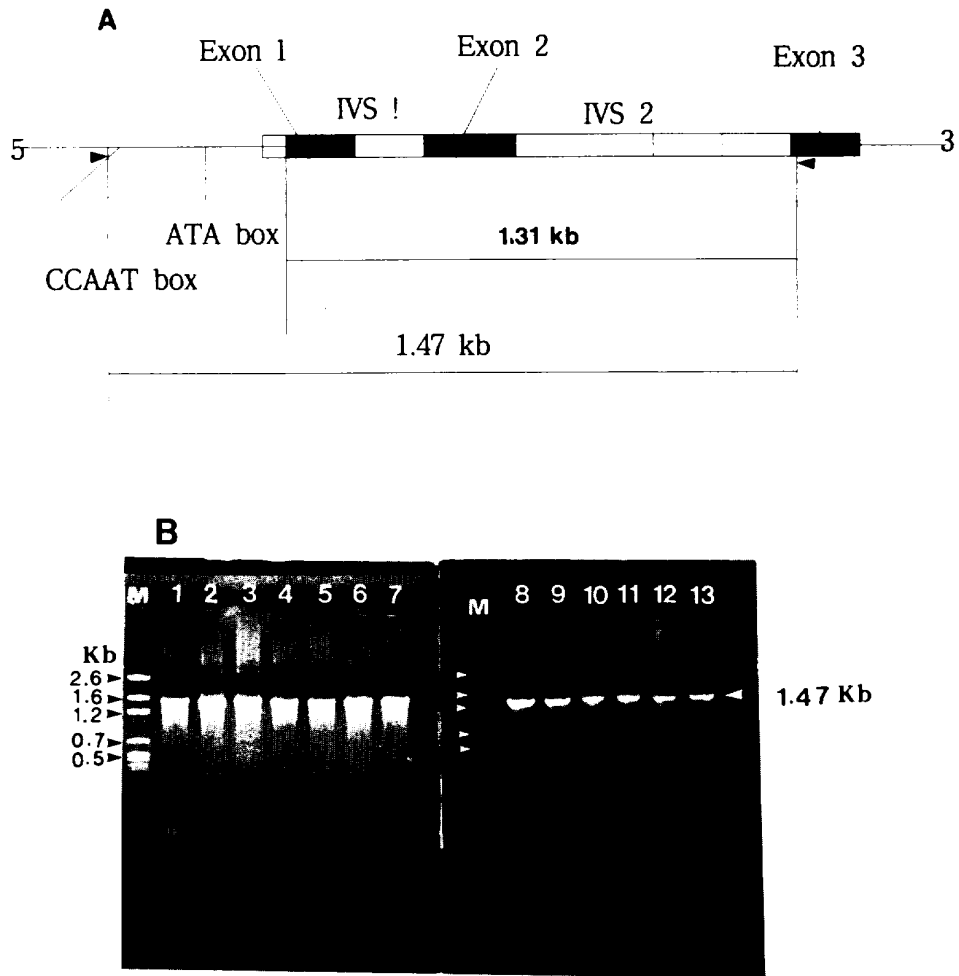 A
Exon 1
Exon 2
Exon 3
IVS !
IVS 2
5
3
ATA box
1.31 kb
CCAAT box
1.47 kb
B
M 1 2 3 4 5 6 7
M 8 9 10 11 12 13
Kb
2.6
1.6
1.2
0.7
0.5
1.47 Kb